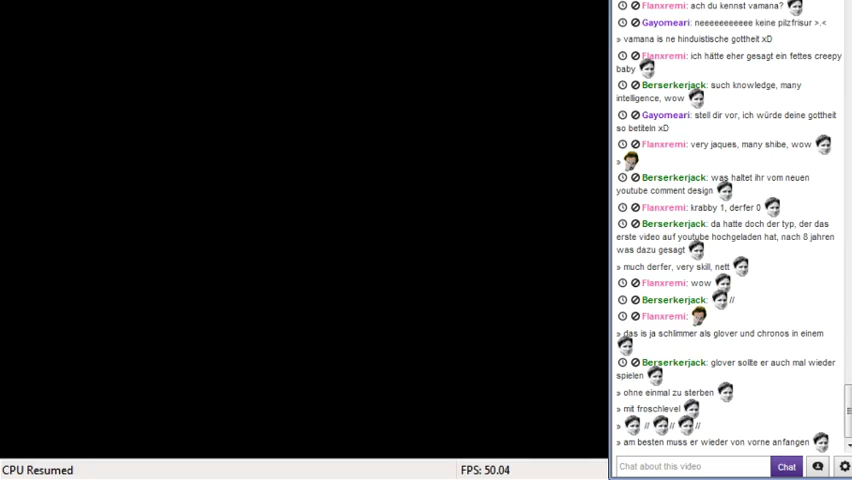 Flanxremi: ach du kennst vamana?
Gayomeari: neeeeeeeeeee keine pilzfrisur >.<
» vamana is ne hinduistische gottheit xD
Flanxremi: ich hätte eher gesagt ein fettes creepy
baby
Berserkerjack: such knowledge, many
intelligence, wow
Gayomeari: stell dir vor, ich würde deine gottheit
so betiteln xD
Flanxremi: very jaques, many shibe, wow
»
Berserkerjack: was haltet ihr vom neuen
youtube comment design
Flanxremi: krabby 1, derfer 0
Berserkerjack: da hatte doch der typ, der das
erste video auf youtube hochgeladen hat, nach 8 jahren
was dazu gesagt
» much derfer, very skill, nett
Flanxremi: wow
Berserkerjack: //
Flanxremi:
» das is ja schlimmer als glover und chronos in einem
Berserkerjack: glover sollte er auch mal wieder
spielen
» ohne einmal zu sterben
» mit froschlevel
» // // //
» am besten muss er wieder von vorne anfangen
Chat about this video Chat
CPU Resumed FPS: 50.04